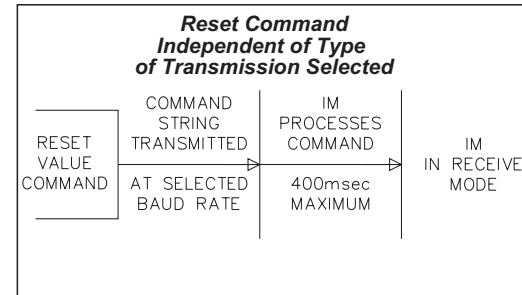 Reset Command
Independent of Type
of Transmission Selected
RESET
VALUE
COMMAND
COMMAND
STRING
TRANSMITTED
AT SELECTED
BAUD RATE
IM
PROCESSES
COMMAND
400msec
MAXIMUM
IM
IN RECEIVE
MODE